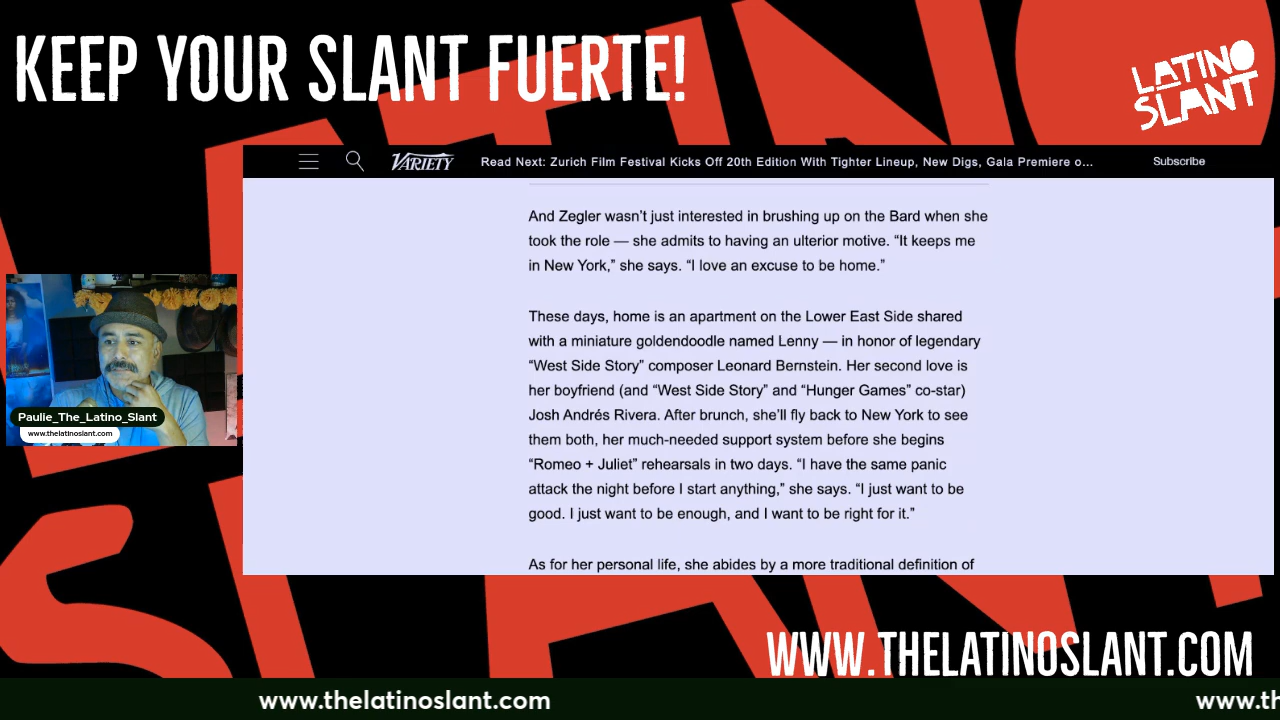 KEEP YOUR SLANT FUERTE!
LATINO
SLANT
VARIETY
Read Next: Zurich Film Festival Kicks Off 20th Edition With Tighter Lineup, New Digs, Gala Premiere o...
Subscribe
And Zegler wasn’t just interested in brushing up on the Bard when she
took the role — she admits to having an ulterior motive. “It keeps me
in New York,” she says. “I love an excuse to be home.”
These days, home is an apartment on the Lower East Side shared
with a miniature goldendoodle named Lenny — in honor of legendary
“West Side Story” composer Leonard Bernstein. Her second love is
her boyfriend (and “West Side Story” and “Hunger Games” co-star)
Josh Andrés Rivera. After brunch, she’ll fly back to New York to see
them both, her much-needed support system before she begins
“Romeo + Juliet” rehearsals in two days. “I have the same panic
attack the night before I start anything,” she says. “I just want to be
good. I just want to be enough, and I want to be right for it.”
As for her personal life, she abides by a more traditional definition of
Paulie_The_Latino_Slant
www.thelatinoslant.com
WWW.THELATINOSLANT.COM
www.thelatinoslant.com
www.th